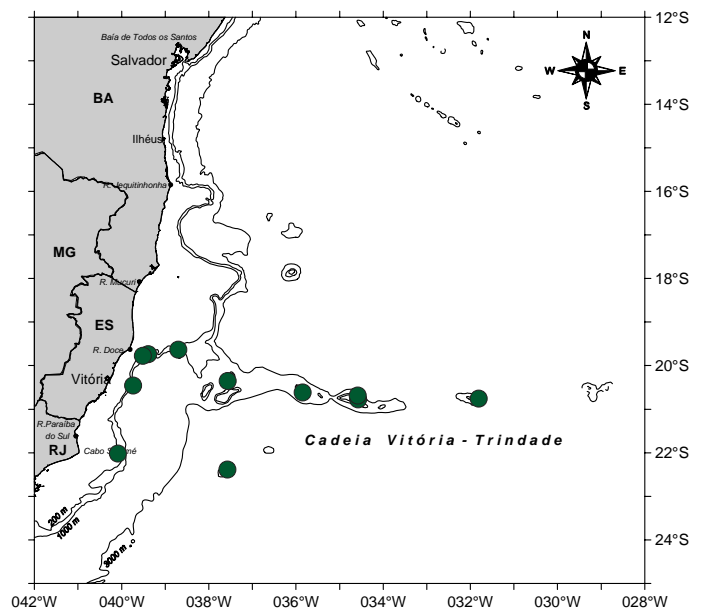 12°S
Baía de Todos os Santos
Salvador
N
W E
S
BA
14°S
Ilhéus
R. Jequitinhonha
16°S
MG
R. Mucuri
18°S
ES
R. Doce
20°S
Vitória
R.Paraíba
do Sul
Cadeia Vitória - Trindade
RJ
Cabo S
mé
22°S
200 m
1000 m
3000 m
24°S
042°W 040°W 038°W 036°W 034°W 032°W 030°W 028°W